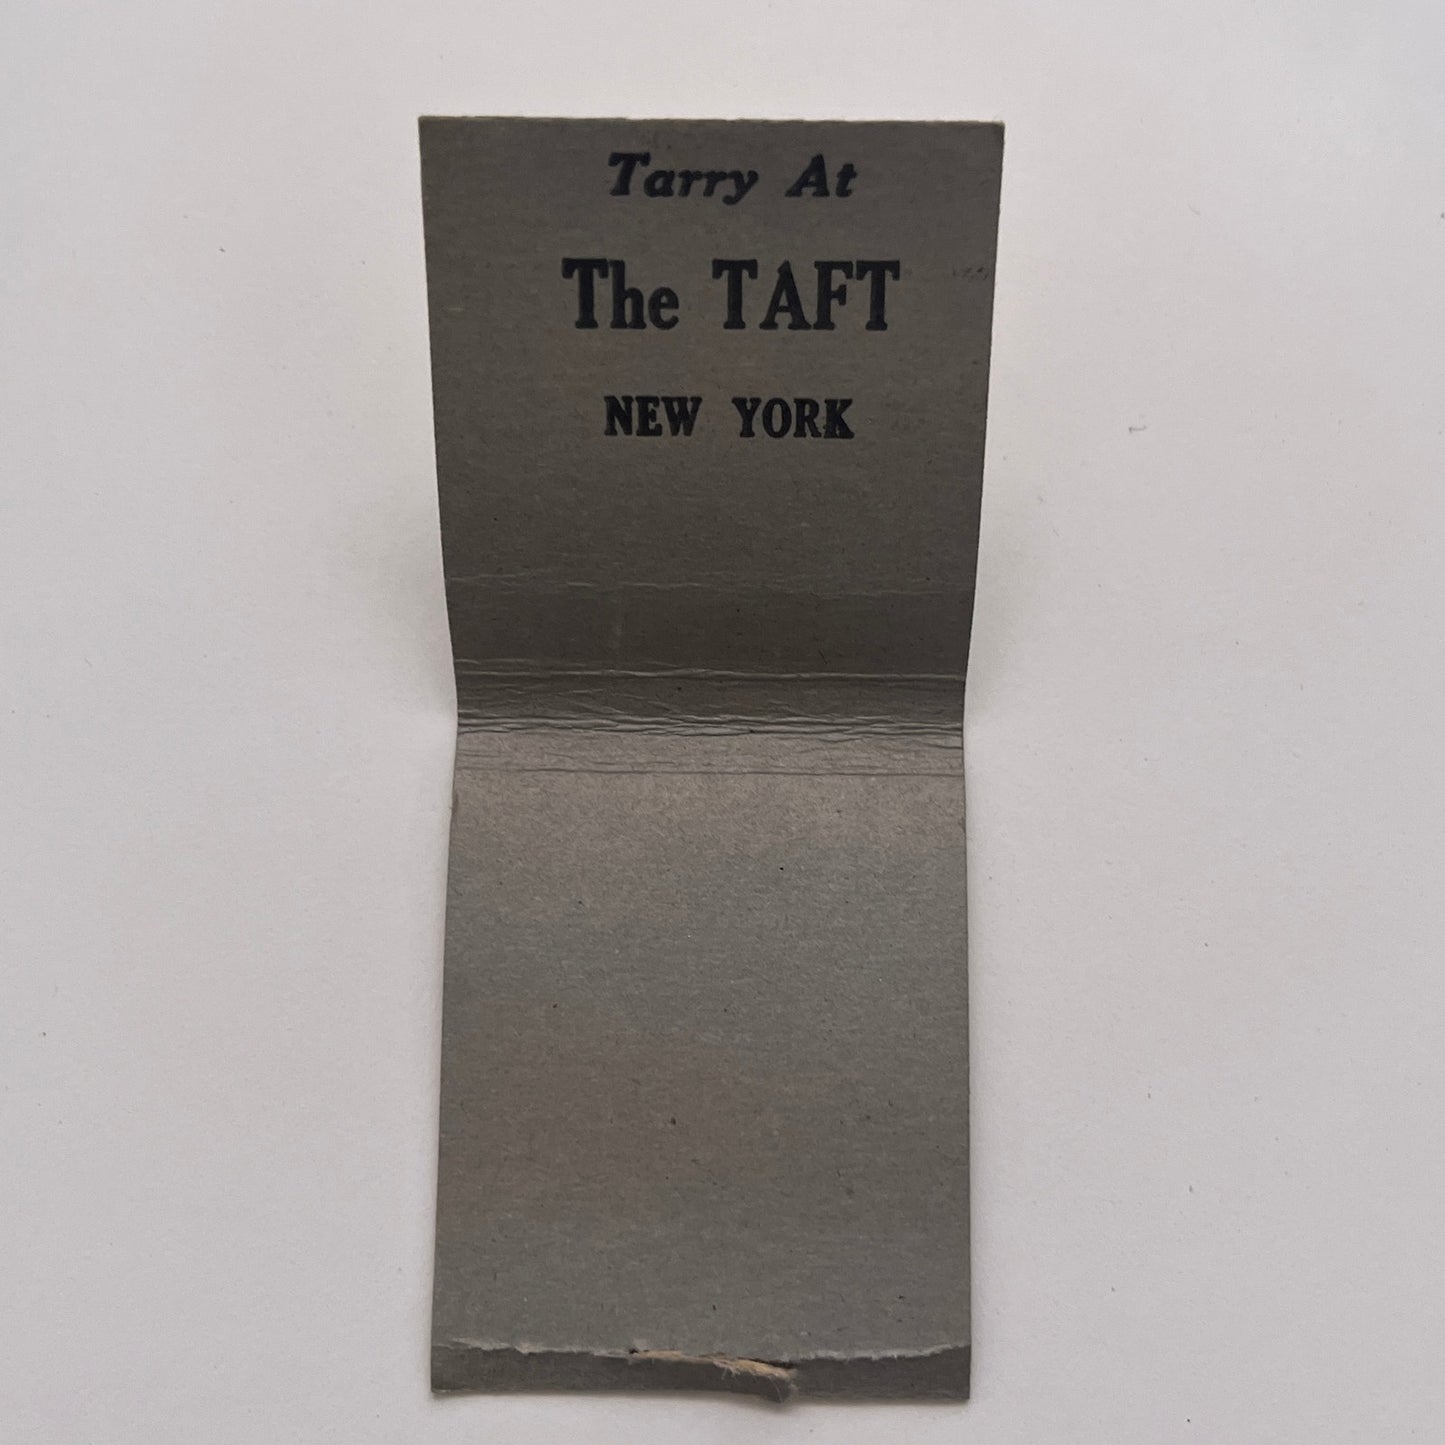 Tarry At
The TAFT
NEW YORK